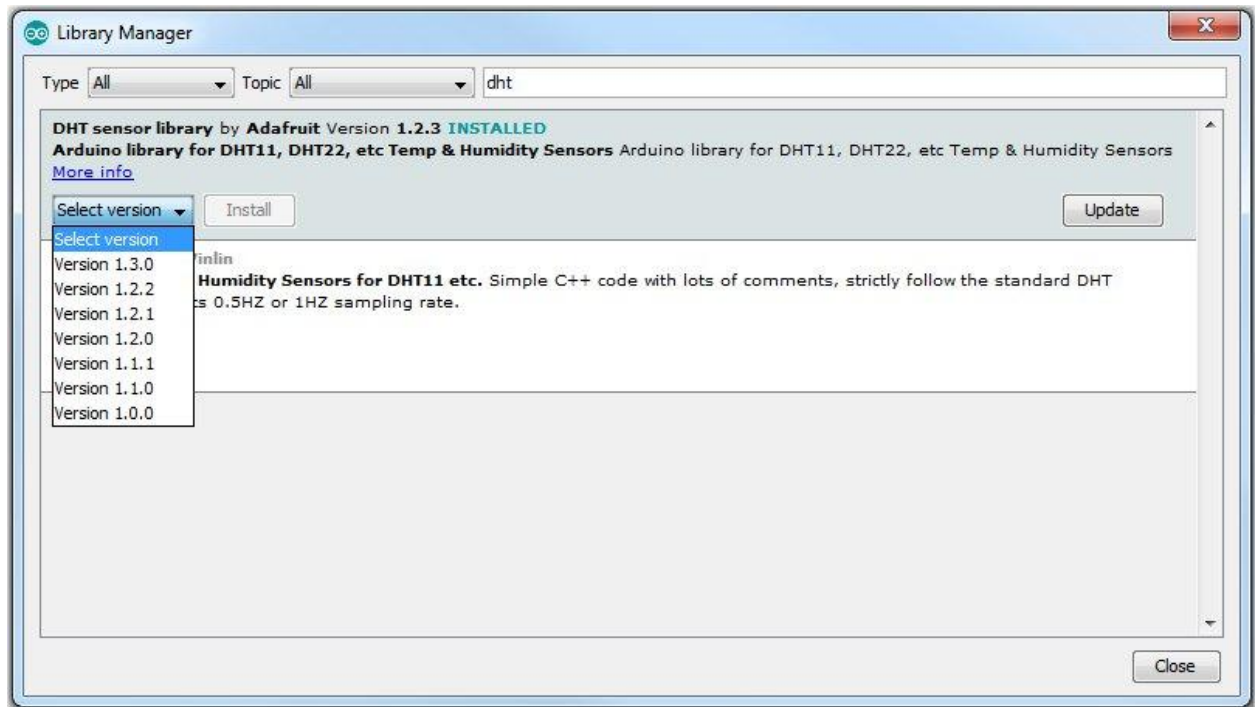 Library Manager
Type All Topic All dht
DHT sensor library by Adafruit Version 1.2.3 INSTALLED
Arduino library for DHT11, DHT22, etc Temp & Humidity Sensors Arduino library for DHT11, DHT22, etc Temp & Humidity Sensors
More info
Select version Install Update
Select version
Version 1.3.0
Humidity Sensors for DHT11 etc. Simple C++ code with lots of comments, strictly follow the standard DHT
Version 1.2.2
0.5HZ or 1HZ sampling rate.
Version 1.2.1
Version 1.2.0
Version 1.1.1
Version 1.1.0
Version 1.0.0
Close